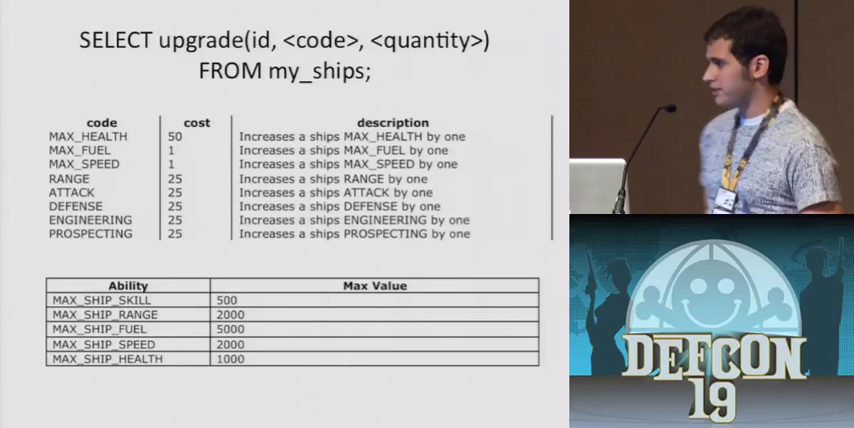 SELECT upgrade(id, <code>, <quantity>)
FROM my_ships;
code cost description
MAX_HEALTH 50 Increases a ships MAX_HEALTH by one
MAX_FUEL 1 Increases a ships MAX_FUEL by one
MAX_SPEED 1 Increases a ships MAX_SPEED by one
RANGE 25 Increases a ships RANGE by one
ATTACK 25 Increases a ships ATTACK by one
DEFENSE 25 Increases a ships DEFENSE by one
ENGINEERING 25 Increases a ships ENGINEERING by one
PROSPECTING 25 Increases a ships PROSPECTING by one
Ability Max Value
MAX_SHIP_SKILL 500
MAX_SHIP_RANGE 2000
MAX_SHIP_FUEL 5000
MAX_SHIP_SPEED 2000
MAX_SHIP_HEALTH 1000
DEFCON
19